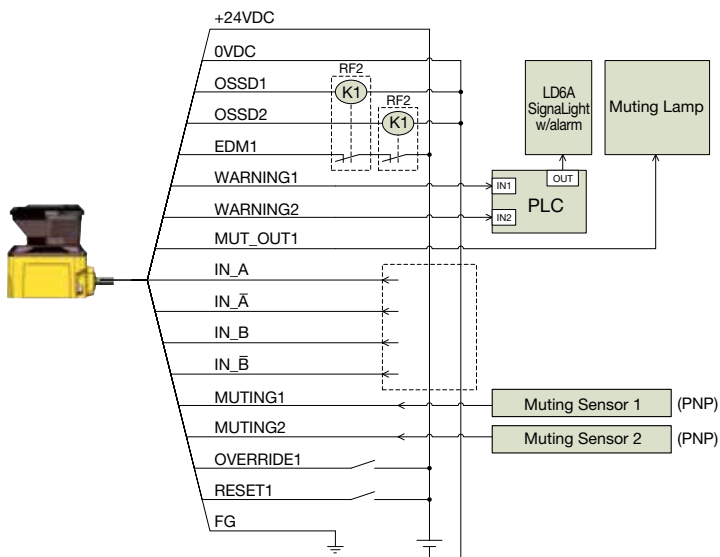 +24VDC
0VDC
OSSD1
OSSD2
EDM1
WARNING1
WARNING2
MUT_OUT1
IN_A
IN_A̅
IN_B
IN_B̅
MUTING1
MUTING2
OVERRIDE1
RESET1
FG
RF2
K1
RF2
K1
LD6A
SignaLight
w/alarm
Muting Lamp
OUT
IN1
IN2
PLC
Muting Sensor 1 (PNP)
Muting Sensor 2 (PNP)